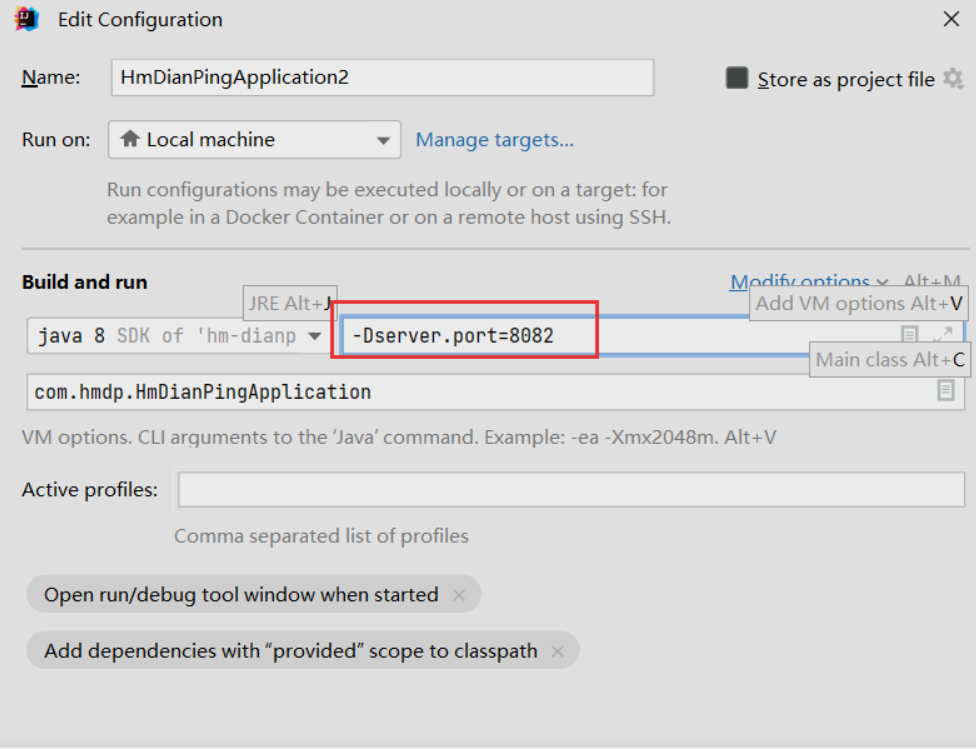 Edit Configuration
Name: HmDianPingApplication2 Store as project file
Run on: Local machine Manage targets...
Run configurations may be executed locally or on a target: for
example in a Docker Container or on a remote host using SSH.
Build and run Modify options Alt+M
JRE Alt+J Add VM options Alt+V
java 8 SDK of 'hm-dianp -Dserver.port=8082
Main class Alt+C
com.hmdp.HmDianPingApplication
VM options. CLI arguments to the ‘Java’ command. Example: -ea -Xmx2048m. Alt+V
Active profiles:
Comma separated list of profiles
Open run/debug tool window when started ×
Add dependencies with “provided” scope to classpath ×